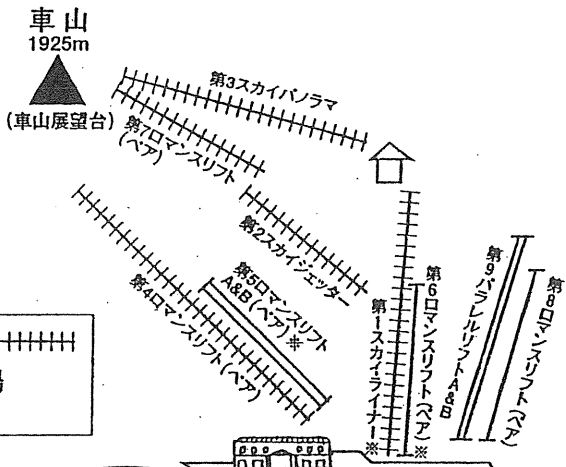 車山
1925m
(車山展望台)
第3スカイパノラマ
第7ロマンスリフト
(ペア)
第2スカイジェッター
第5ロマンスリフト
A&B(ペア)※
第4ロマンスリフト(ペア)
第1スカイ・ライナー※
第6ロマンスリフト(ペア)※
第9パラレルリフトA&B
第8ロマンスリフト(ペア)